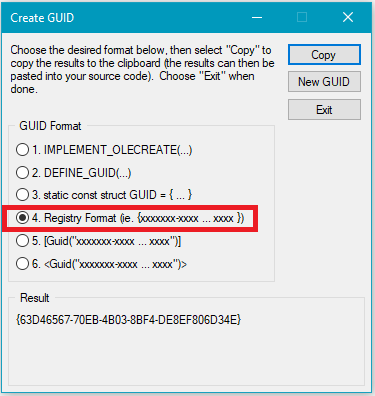 Create GUID
Choose the desired format below, then select "Copy" to
copy the results to the clipboard (the results can then be
pasted into your source code). Choose "Exit" when
done.
Copy
New GUID
Exit
GUID Format
1. IMPLEMENT_OLECREATE(...)
2. DEFINE_GUID(...)
3. static const struct GUID = { ... }
4. Registry Format (ie. {xxxxxxx-xxxx ... xxxx })
5. [Guid("xxxxxxx-xxxx ... xxxx")]
6. <Guid("xxxxxxx-xxxx ... xxxx")>
Result
{63D46567-70EB-4B03-8BF4-DE8EF806D34E}